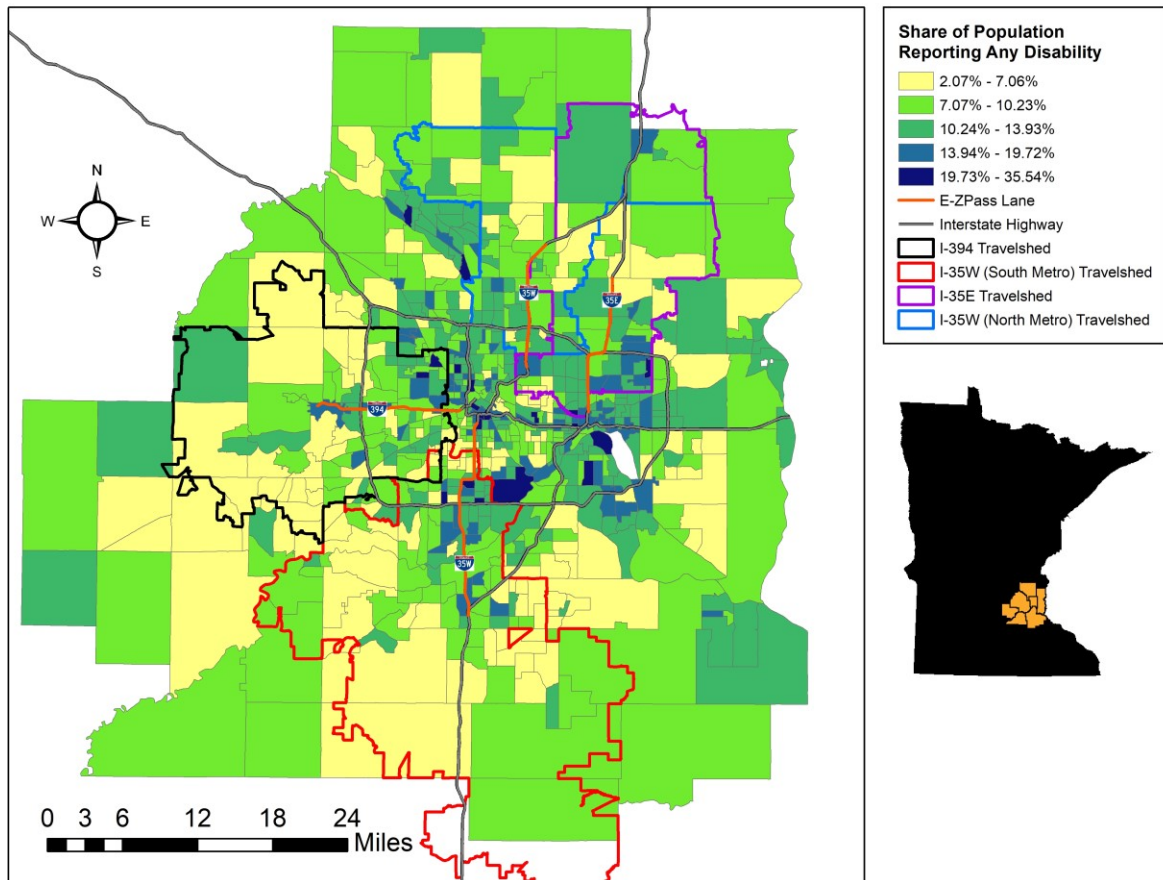 N
W E
S
35W
35E
394
35W
0 3 6 12 18 24
Miles
Share of Population
Reporting Any Disability
2.07% - 7.06%
7.07% - 10.23%
10.24% - 13.93%
13.94% - 19.72%
19.73% - 35.54%
E-ZPass Lane
Interstate Highway
I-394 Travelshed
I-35W (South Metro) Travelshed
I-35E Travelshed
I-35W (North Metro) Travelshed